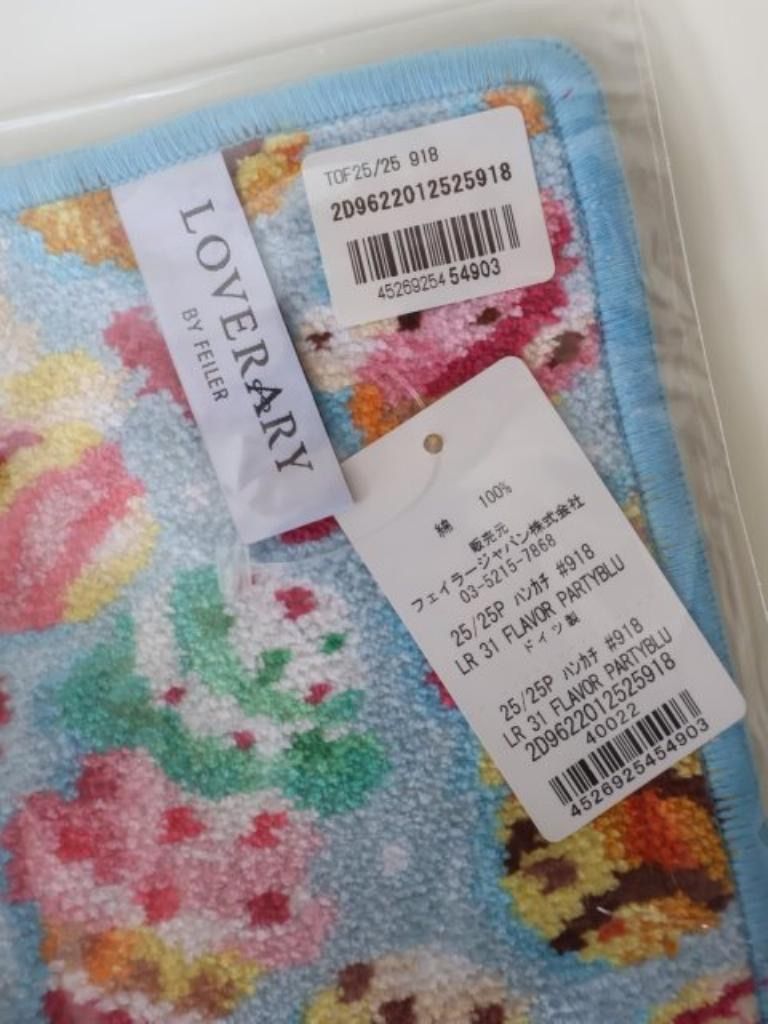 TOF25/25 918
2D9622012525918
4526925454903
LOVERARY
BY FEILER
綿 100%
販売元
フェイラージャパン株式会社
03-5215-7868
25/25P ハンカチ #918
LR 31 FLAVOR PARTYBLU
ドイツ製
25/25P ハンカチ #918
LR 31 FLAVOR PARTYBLU
2D9622012525918
40022
4526925454903